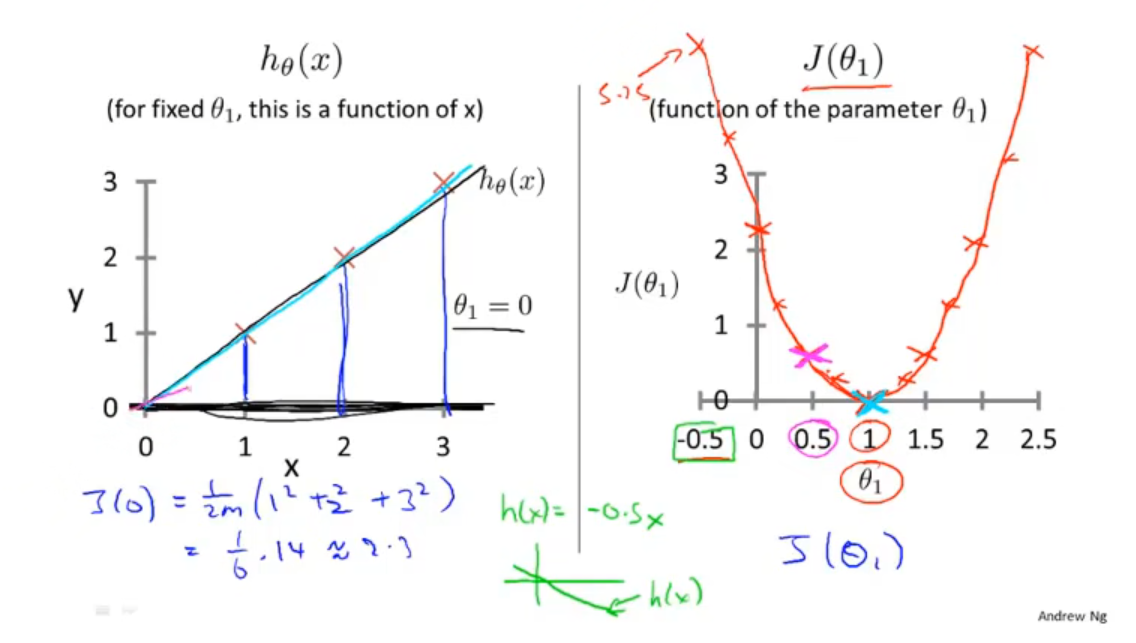 hθ(x)
(for fixed θ₁, this is a function of x)
3
2
1
0
y
0 1 2 3
x
hθ(x)
θ₁ = 0
J(0) = 1/2m (1² + 2² + 3²)
= 1/6 · 14 ≈ 2.3
h(x) = -0.5x
h(x)
J(θ₁)
5.25
(function of the parameter θ₁)
3
2
1
0
J(θ₁)
-0.5 0 0.5 1 1.5 2 2.5
θ₁
J(θ₁)
Andrew Ng